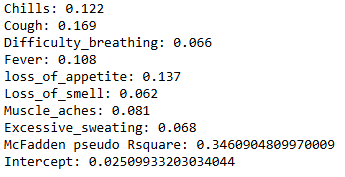 Chills: 0.122
Cough: 0.169
Difficulty_breathing: 0.066
Fever: 0.108
loss_of_appetite: 0.137
Loss_of_smell: 0.062
Muscle_aches: 0.081
Excessive_sweating: 0.068
McFadden pseudo Rsquare: 0.3460904809970009
Intercept: 0.02509933203034044